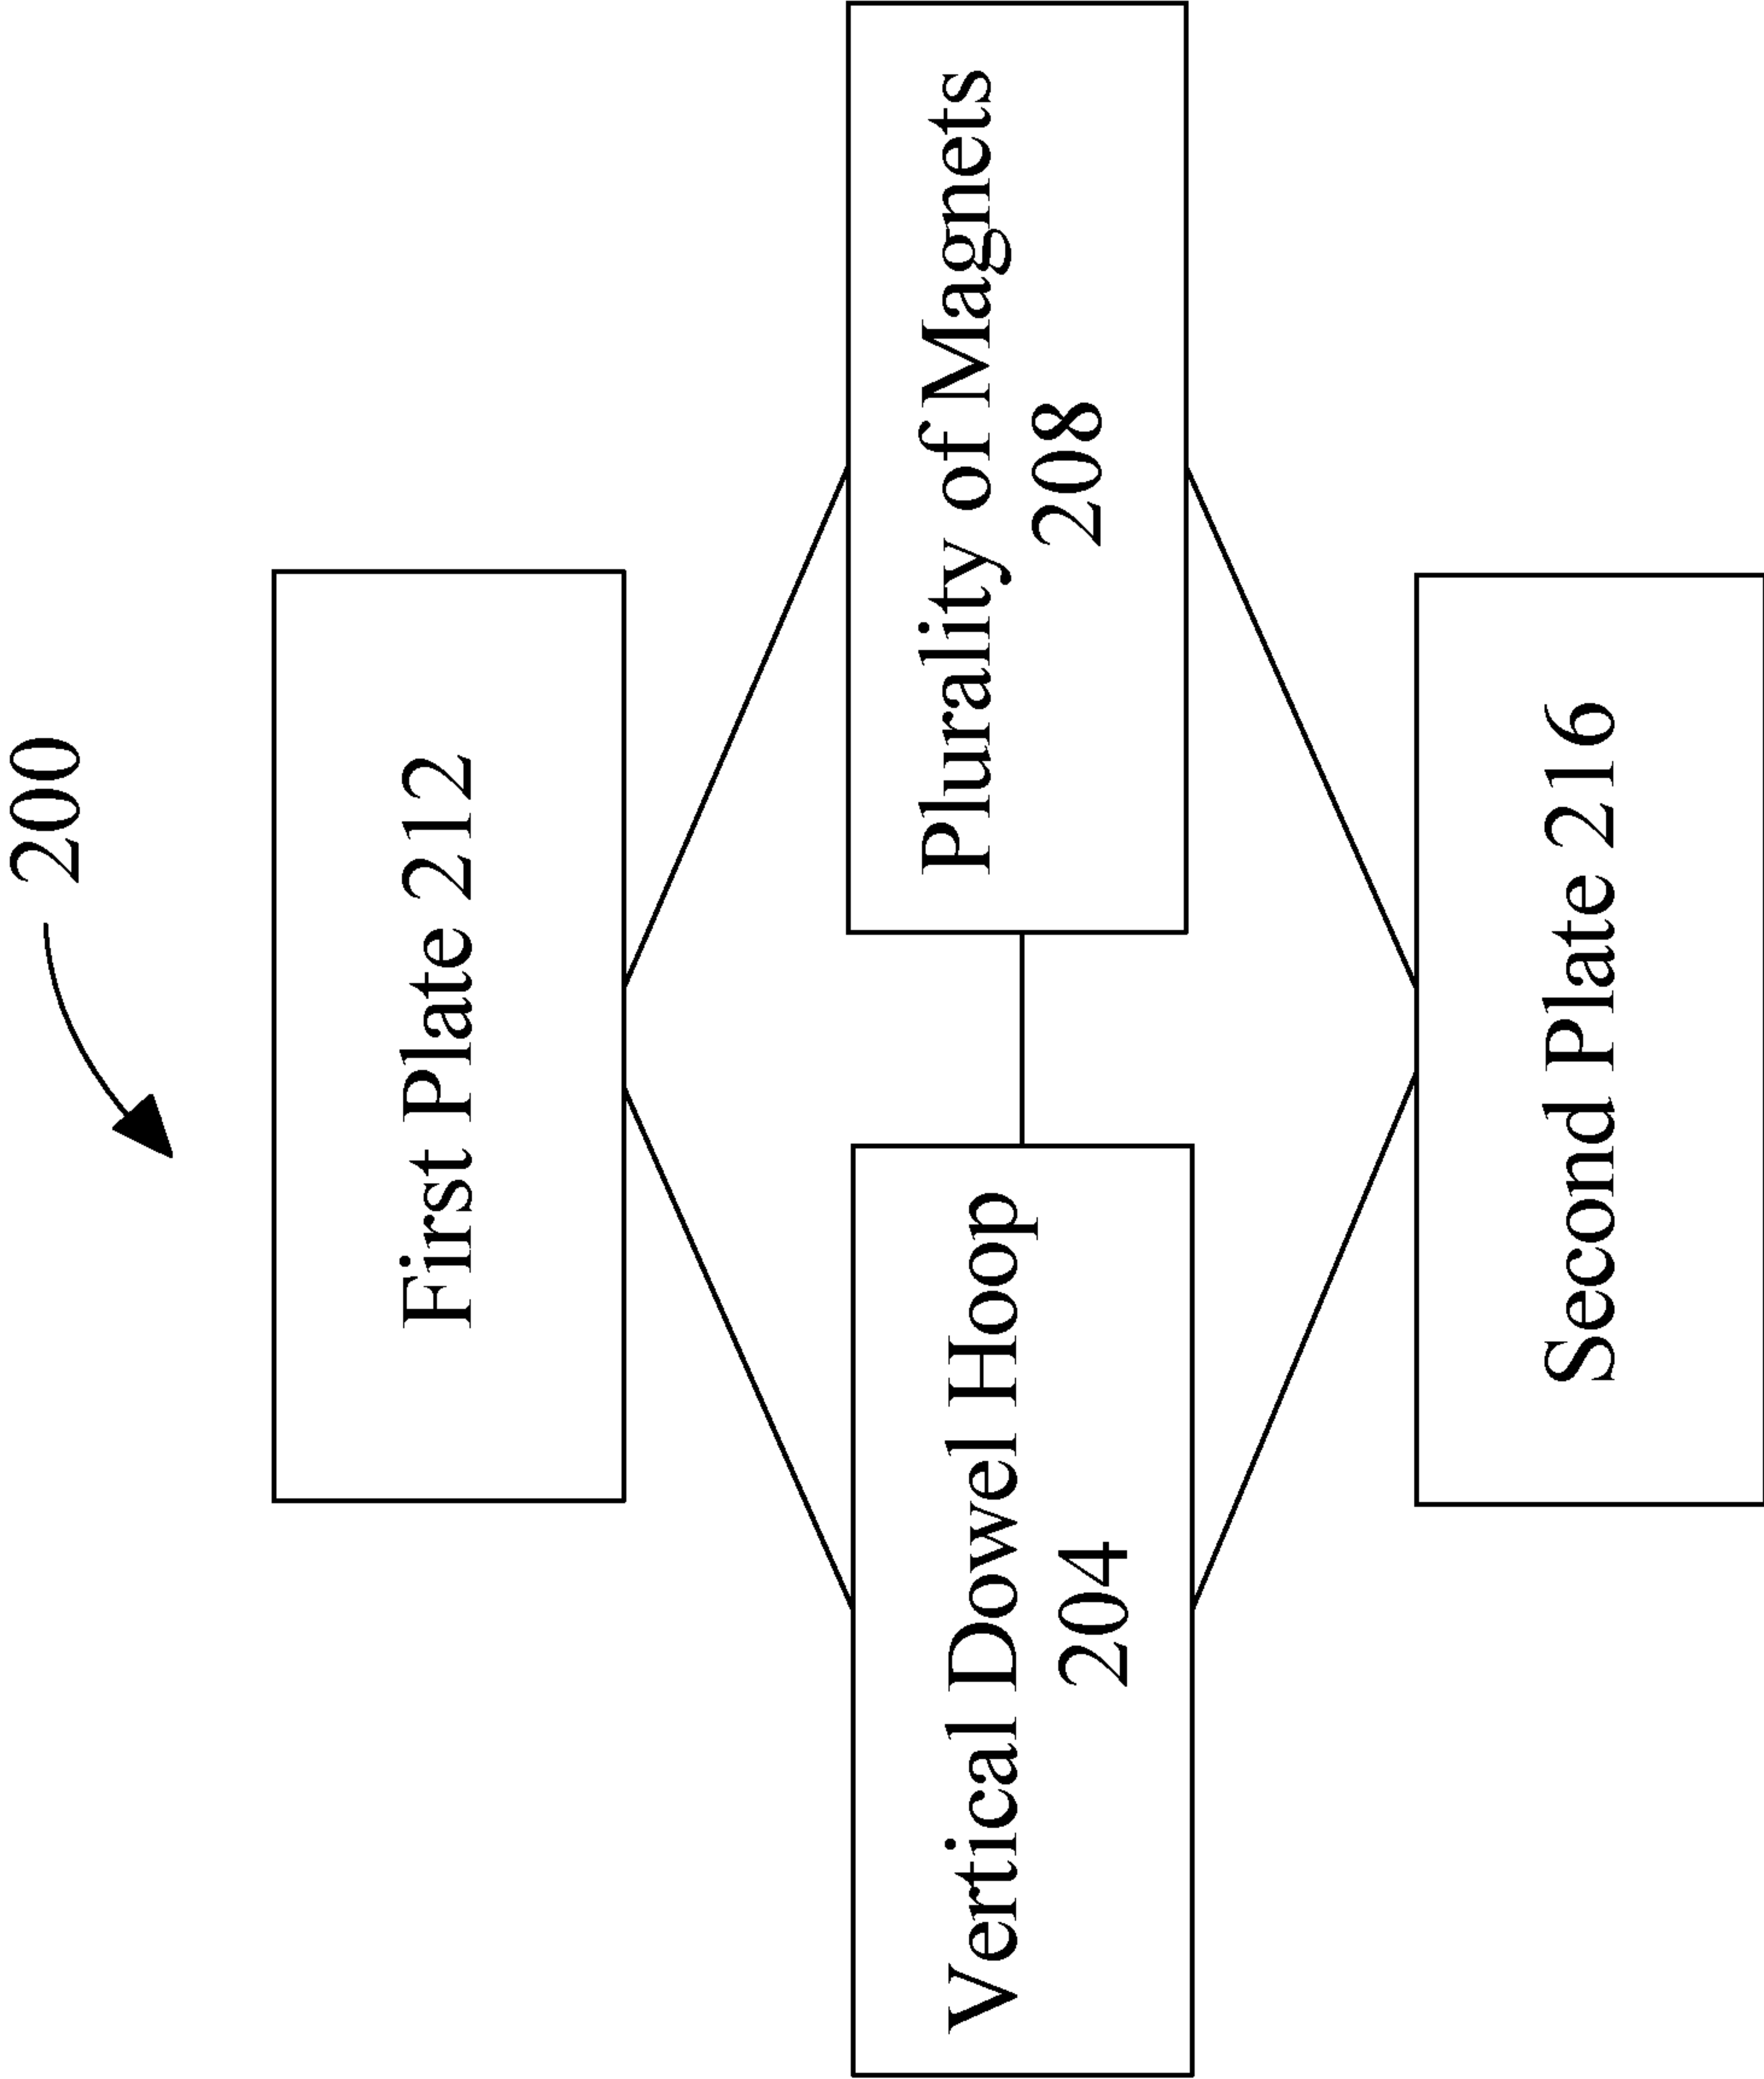 200
First Plate 212
Vertical Dowel Hoop
204
Plurality of Magnets
208
Second Plate 216